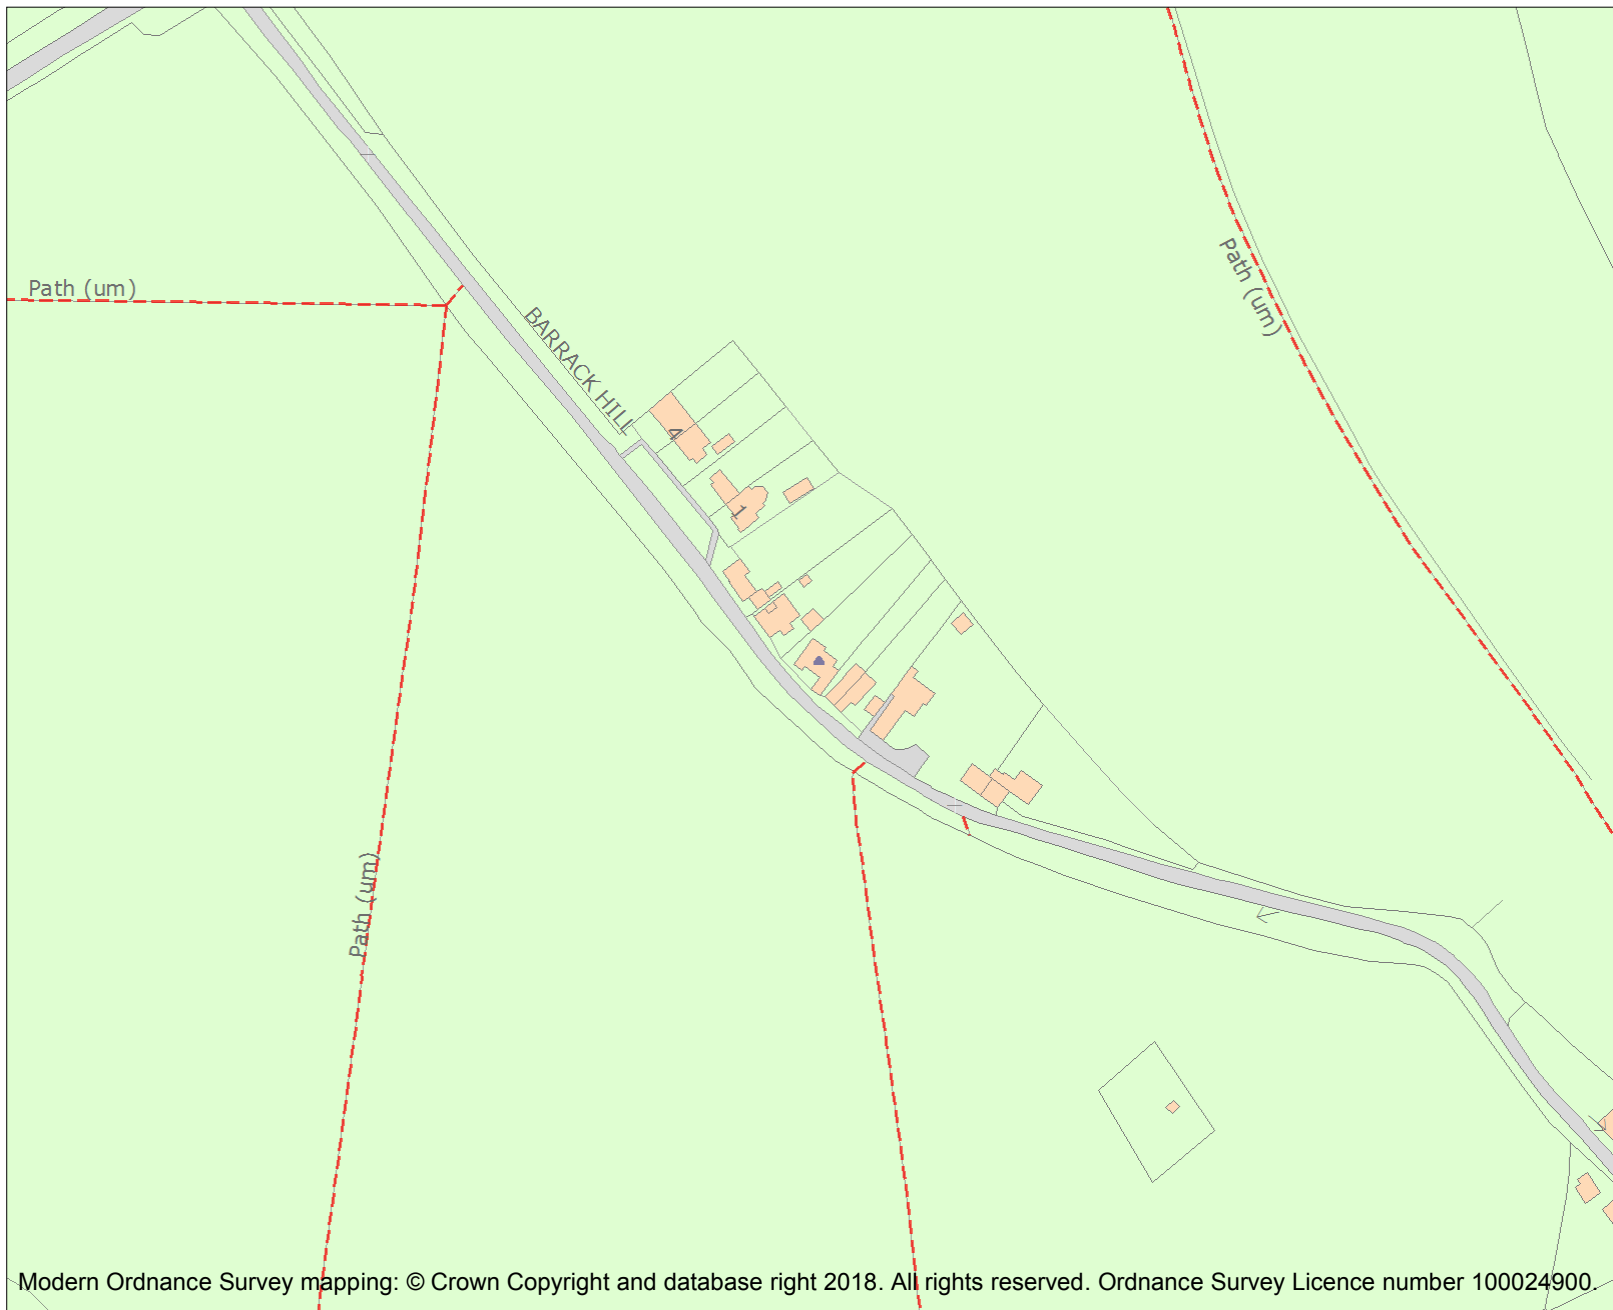 Path (um)
Path (um)
BARRACK HILL
4
1
Path (um)
Modern Ordnance Survey mapping: © Crown Copyright and database right 2018. All rights reserved. Ordnance Survey Licence number 100024900.